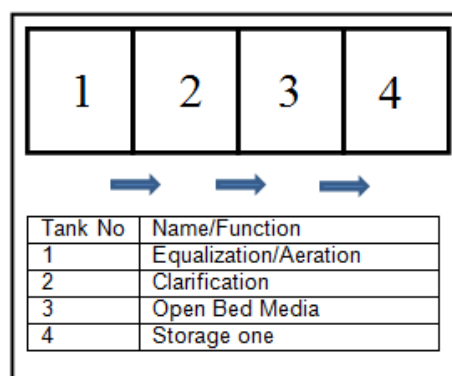 1 2 3 4
Tank No Name/Function
1 Equalization/Aeration
2 Clarification
3 Open Bed Media
4 Storage one